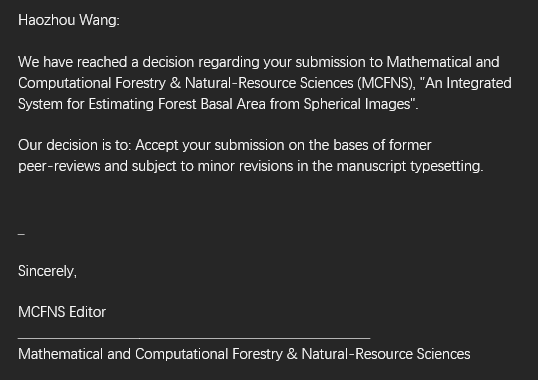 Haozhou Wang:
We have reached a decision regarding your submission to Mathematical and
Computational Forestry & Natural-Resource Sciences (MCFNS), "An Integrated
System for Estimating Forest Basal Area from Spherical Images".
Our decision is to: Accept your submission on the bases of former
peer-reviews and subject to minor revisions in the manuscript typesetting.
_
Sincerely,
MCFNS Editor
Mathematical and Computational Forestry & Natural-Resource Sciences